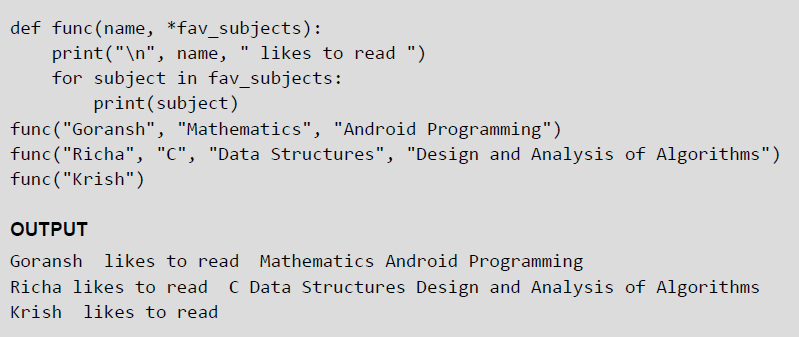 def func(name, *fav_subjects):
    print("\n", name, " likes to read ")
    for subject in fav_subjects:
        print(subject)
func("Goransh", "Mathematics", "Android Programming")
func("Richa", "C", "Data Structures", "Design and Analysis of Algorithms")
func("Krish")
OUTPUT
Goransh  likes to read  Mathematics Android Programming
Richa likes to read  C Data Structures Design and Analysis of Algorithms
Krish  likes to read